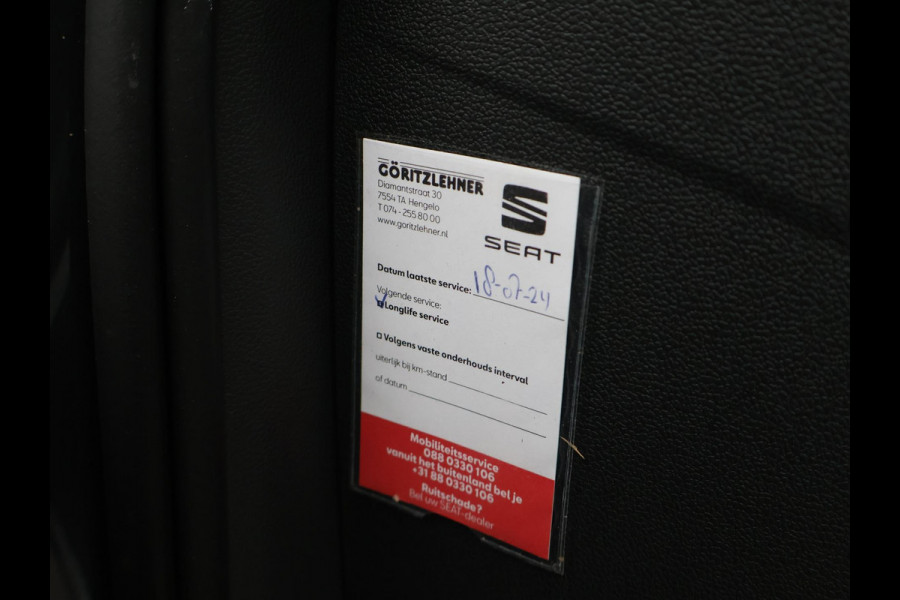 GÖRITZLEHNER
Diamantstraat 30
7554 TA Hengelo
T 074 - 255 80 00
www.goritzlehner.nl
SEAT
Datum laatste service: 18-07-24
Volgende service:
Longlife service
Volgens vaste onderhouds interval
uiterlijk bij km-stand
of datum
Mobiliteitsservice
088 0330 106
vanuit het buitenland bel je
+31 88 0330 106
Ruitschade?
Bel uw SEAT-dealer